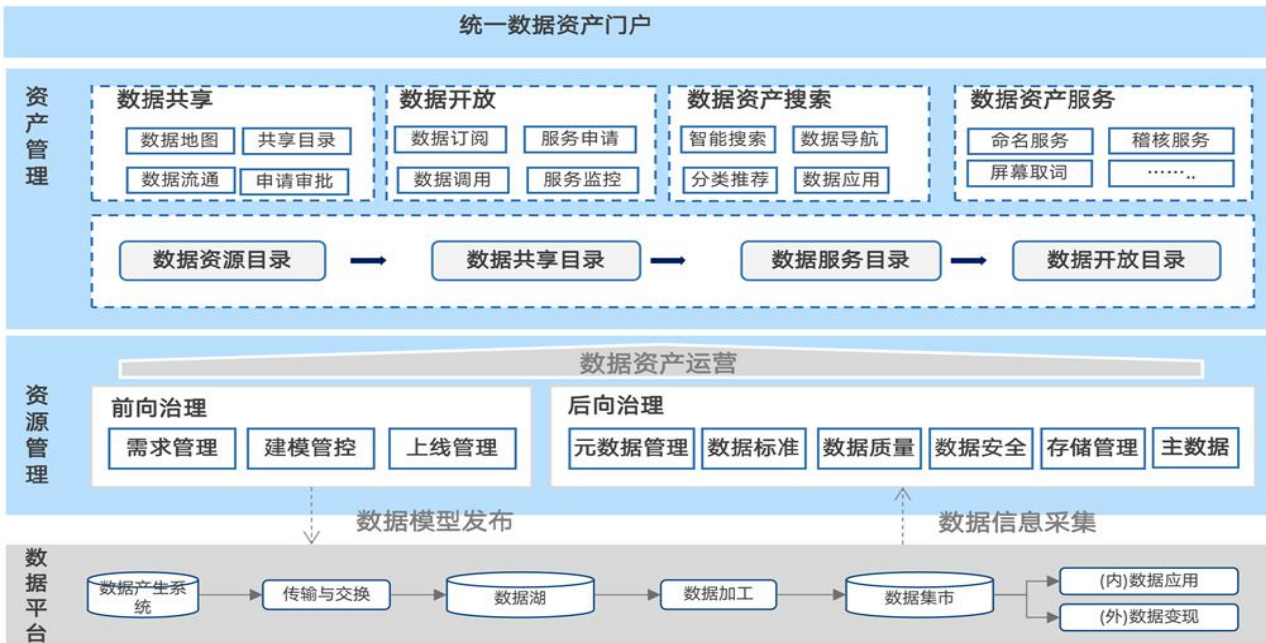 统一数据资产门户
资产管理
数据共享
数据地图
共享目录
数据流通
申请审批
数据开放
数据订阅
服务申请
数据调用
服务监控
数据资产搜索
智能搜索
数据导航
分类推荐
数据应用
数据资产服务
命名服务
稽核服务
屏幕取词
……..
数据资源目录
数据共享目录
数据服务目录
数据开放目录
资源管理
数据资产运营
前向治理
需求管理
建模管控
上线管理
后向治理
元数据管理
数据标准
数据质量
数据安全
存储管理
主数据
数据模型发布
数据信息采集
数据平台
数据产生系
统
传输与交换
数据湖
数据加工
数据集市
(内)数据应用
(外)数据变现